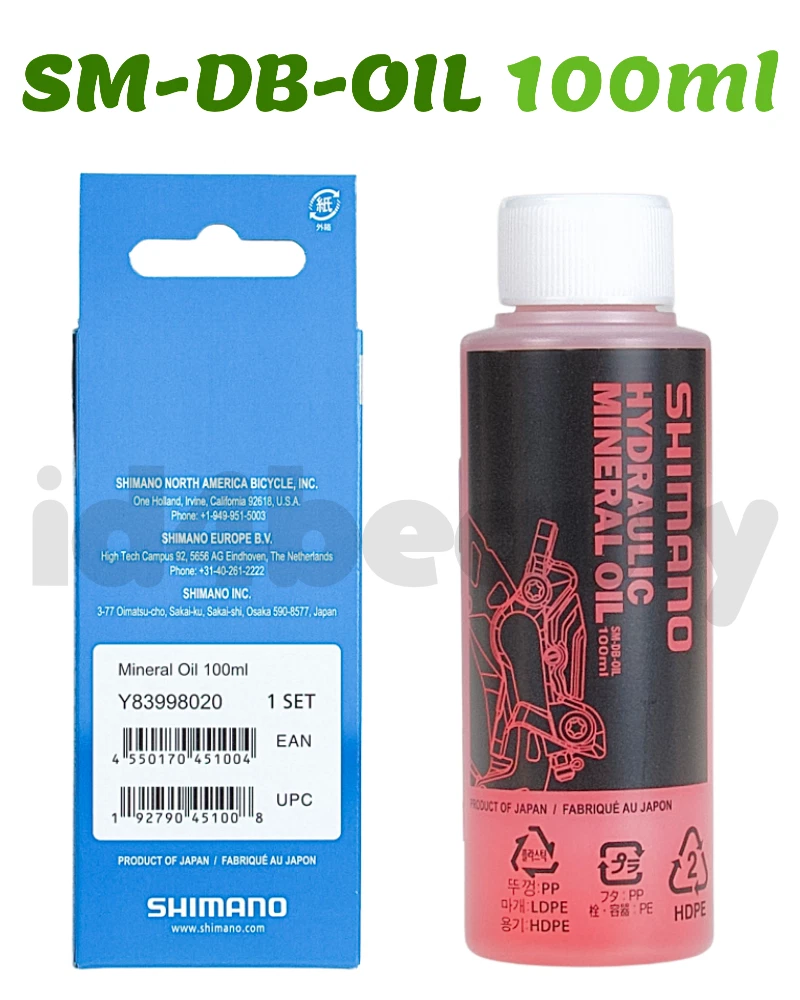 SM-DB-OIL 100ml
紙
外箱
SHIMANO NORTH AMERICA BICYCLE, INC.
One Holland, Irvine, California 92618, U.S.A.
Phone: +1-949-951-5003
SHIMANO EUROPE B.V.
High Tech Campus 92, 5656 AG Eindhoven, The Netherlands
Phone: +31-40-261-2222
SHIMANO INC.
3-77 Oimatsu-cho, Sakai-ku, Sakai-shi, Osaka 590-8577, Japan
Mineral Oil 100ml
Y83998020 1 SET
EAN
4 550170 451004
UPC
1 92790 45100 8
PRODUCT OF JAPAN / FABRIQUÉ AU JAPON
SHIMANO
www.shimano.com
SHIMANO
HYDRAULIC
MINERAL OIL
SM-DB-OIL
100ml
PRODUCT OF JAPAN / FABRIQUÉ AU JAPON
플라스틱
뚜껑:PP
마개:LDPE
용기:HDPE
プラ
フタ:PP
栓・容器:PE
2
HDPE